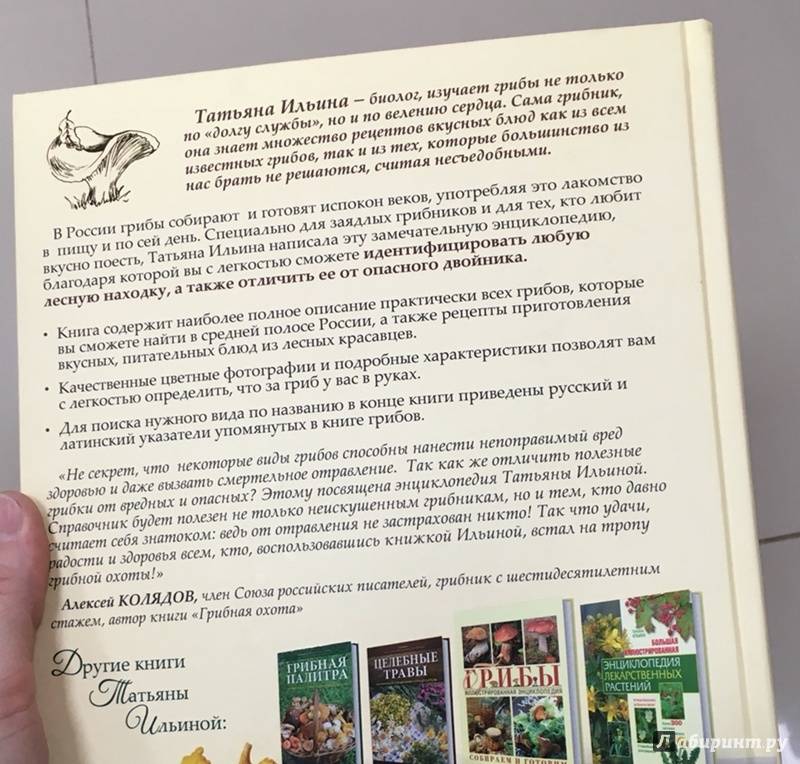 Татьяна Ильина – биолог, изучает грибы не только
по «долгу службы», но и по велению сердца. Сама грибник,
она знает множество рецептов вкусных блюд как из всем
известных грибов, так и из тех, которые большинство из
нас брать не решаются, считая несъедобными.
В России грибы собирают и готовят испокон веков, употребляя это лакомство
в пищу и по сей день. Специально для заядлых грибников и для тех, кто любит
вкусно поесть, Татьяна Ильина написала эту замечательную энциклопедию,
благодаря которой вы с легкостью сможете идентифицировать любую
лесную находку, а также отличить ее от опасного двойника.
• Книга содержит наиболее полное описание практически всех грибов, которые
вы сможете найти в средней полосе России, а также рецепты приготовления
вкусных, питательных блюд из лесных красавцев.
• Качественные цветные фотографии и подробные характеристики позволят вам
с легкостью определить, что за гриб у вас в руках.
• Для поиска нужного вида по названию в конце книги приведены русский и
латинский указатели упомянутых в книге грибов.
«Не секрет, что некоторые виды грибов способны нанести непоправимый вред
здоровью и даже вызвать смертельное отравление. Так как же отличить полезные
грибки от вредных и опасных? Этому посвящена энциклопедия Татьяны Ильиной.
Справочник будет полезен не только неискушенным грибникам, но и тем, кто давно
считает себя знатоком: ведь от отравления не застрахован никто! Так что удачи,
радости и здоровья всем, кто, воспользовавшись книжкой Ильиной, встал на тропу
грибной охоты!»
Алексей КОЛЯДОВ, член Союза российских писателей, грибник с шестидесятилетним
стажем, автор книги «Грибная охота»
Другие книги
Татьяны
Ильиной:
ГРИБНАЯ
ПАЛИТРА
ЦЕЛЕБНЫЕ
ТРАВЫ
ГРИБЫ
ИЛЛЮСТРИРОВАННАЯ ЭНЦИКЛОПЕДИЯ
СОБИРАЕМ И ГОТОВИМ
БОЛЬШАЯ
ИЛЛЮСТРИРОВАННАЯ
ЭНЦИКЛОПЕДИЯ
ЛЕКАРСТВЕННЫХ
РАСТЕНИЙ
Лабиринт.ру